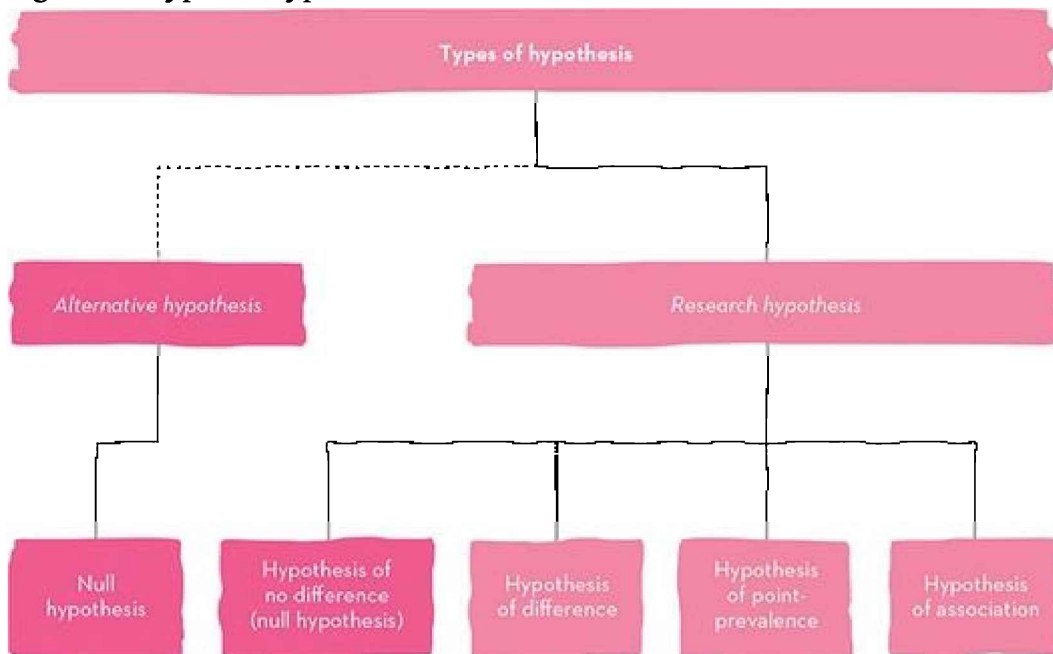 Types of hypothesis
Alternative hypothesis
Research hypothesis
Null
hypothesis
Hypothesis of
no difference
(null hypothesis)
Hypothesis
of difference
Hypothesis
of point-
prevalence
Hypothesis
of association